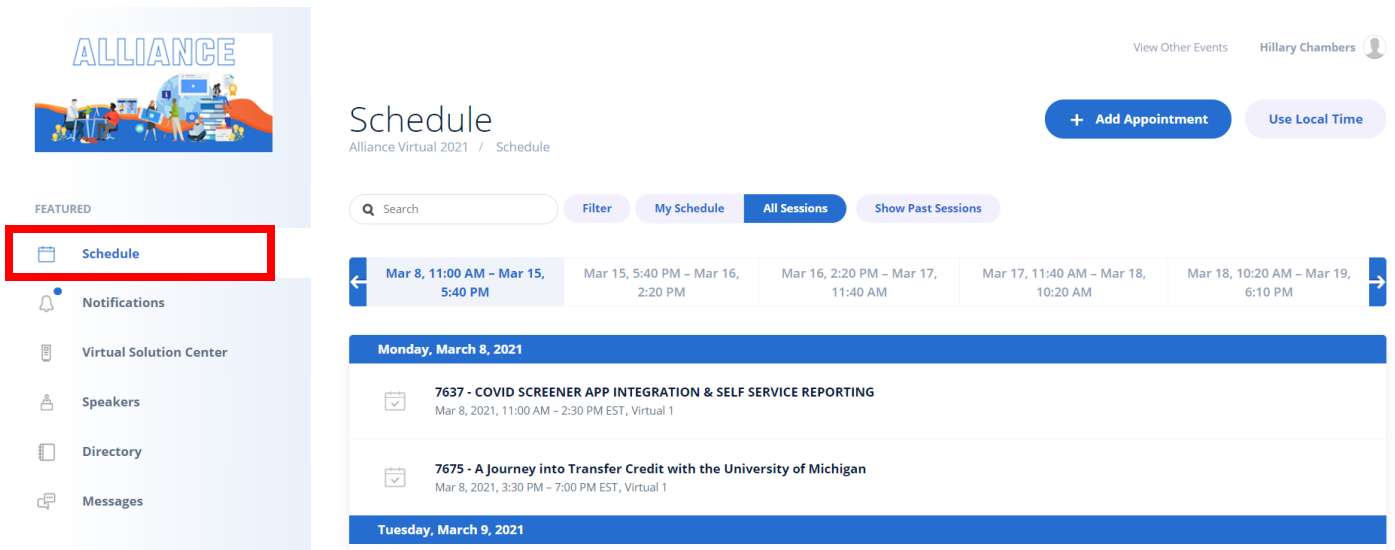 ALLIANCE
View Other Events
Hillary Chambers
Schedule
Alliance Virtual 2021 / Schedule
+ Add Appointment
Use Local Time
FEATURED
Schedule
Notifications
Virtual Solution Center
Speakers
Directory
Messages
Search
Filter
My Schedule
All Sessions
Show Past Sessions
Mar 8, 11:00 AM – Mar 15,
5:40 PM
Mar 15, 5:40 PM – Mar 16,
2:20 PM
Mar 16, 2:20 PM – Mar 17,
11:40 AM
Mar 17, 11:40 AM – Mar 18,
10:20 AM
Mar 18, 10:20 AM – Mar 19,
6:10 PM
Monday, March 8, 2021
7637 - COVID SCREENER APP INTEGRATION & SELF SERVICE REPORTING
Mar 8, 2021, 11:00 AM – 2:30 PM EST, Virtual 1
7675 - A Journey into Transfer Credit with the University of Michigan
Mar 8, 2021, 3:30 PM – 7:00 PM EST, Virtual 1
Tuesday, March 9, 2021